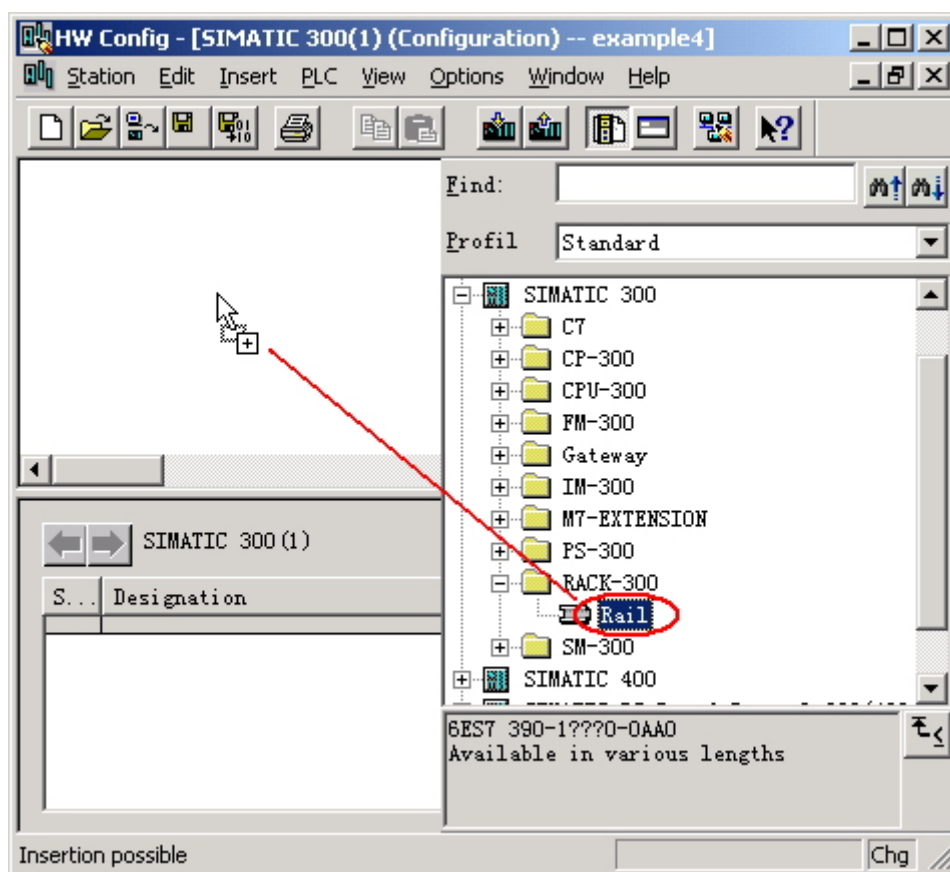 HW Config - [SIMATIC 300(1) (Configuration) -- example4]
Station Edit Insert PLC View Options Window Help
Find:
Profil Standard
SIMATIC 300
C7
CP-300
CPU-300
FM-300
Gateway
IM-300
M7-EXTENSION
PS-300
RACK-300
Rail
SM-300
SIMATIC 400
SIMATIC 300(1)
S... Designation
6ES7 390-1???0-0AA0
Available in various lengths
Insertion possible
Chg